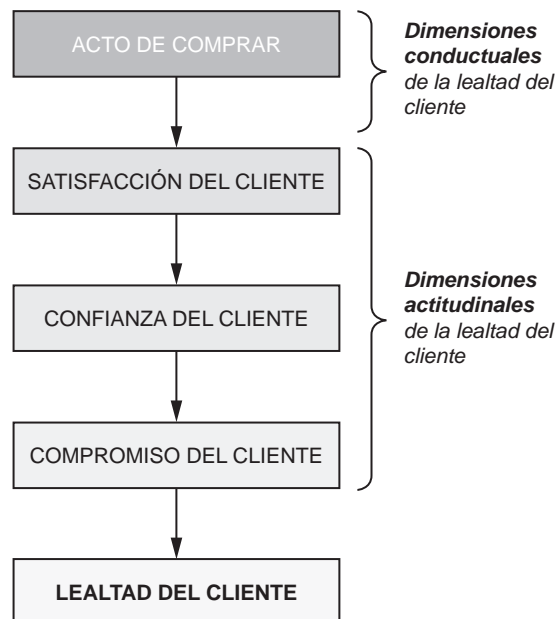 ACTO DE COMPRAR
Dimensiones
conductuales
de la lealtad del
cliente
SATISFACCIÓN DEL CLIENTE
CONFIANZA DEL CLIENTE
Dimensiones
actitudinales
de la lealtad del
cliente
COMPROMISO DEL CLIENTE
LEALTAD DEL CLIENTE